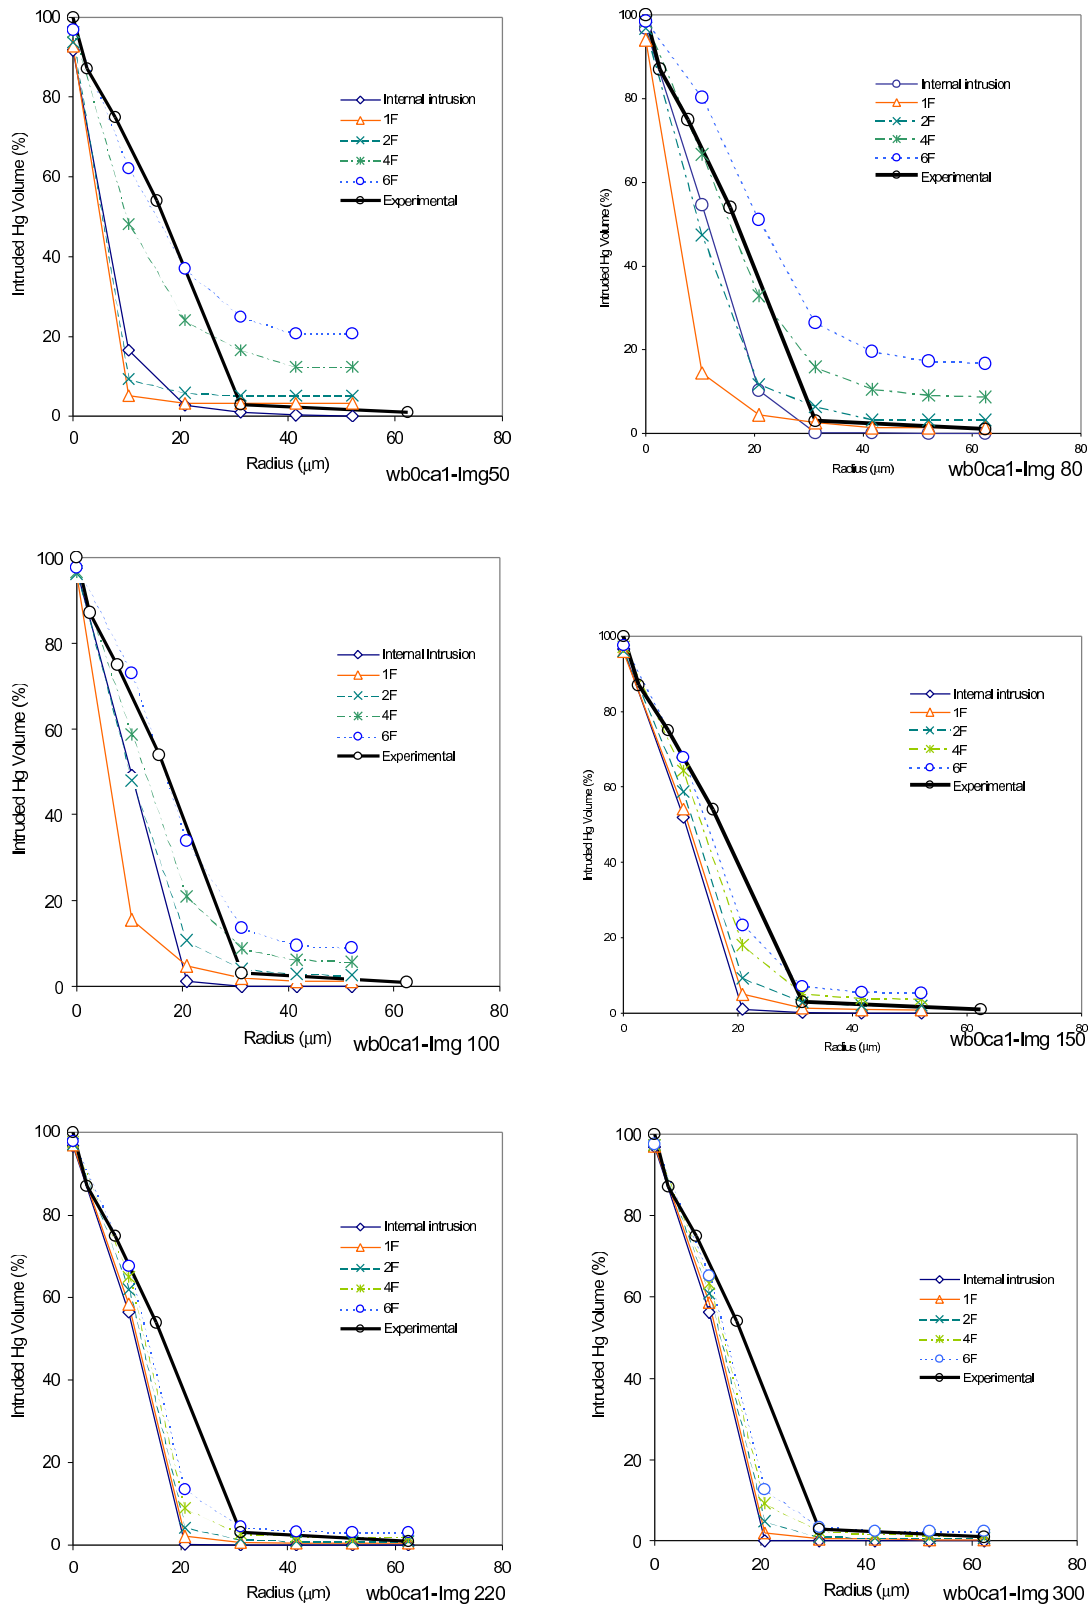 100
80
60
40
20
0
0 20 40 60 80
Intruded Hg Volume (%)
Radius (μm)
Internal intrusion
1F
2F
4F
6F
Experimental
wb0ca1-Img50
100
80
60
40
20
0
0 20 40 60 80
Intruded Hg Volume (%)
Radius (μm)
Internal intrusion
1F
2F
4F
6F
Experimental
wb0ca1-Img 80
100
80
60
40
20
0
0 20 40 60 80
Intruded Hg Volume (%)
Radius (μm)
Internal Intrusion
1F
2F
4F
6F
Experimental
wb0ca1-Img 100
100
80
60
40
20
0
0 20 40 60 80
Intruded Hg Volume (%)
Radius (μm)
Internal intrusion
1F
2F
4F
6F
Experimental
wb0ca1-Img 150
100
80
60
40
20
0
0 20 40 60 80
Intruded Hg Volume (%)
Radius (μm)
Internal intrusion
1F
2F
4F
6F
Experimental
wb0ca1-Img 220
100
80
60
40
20
0
0 20 40 60 80
Intruded Hg Volume (%)
Radius (μm)
Internal intrusion
1F
2F
4F
6F
Experimental
wb0ca1-Img 300